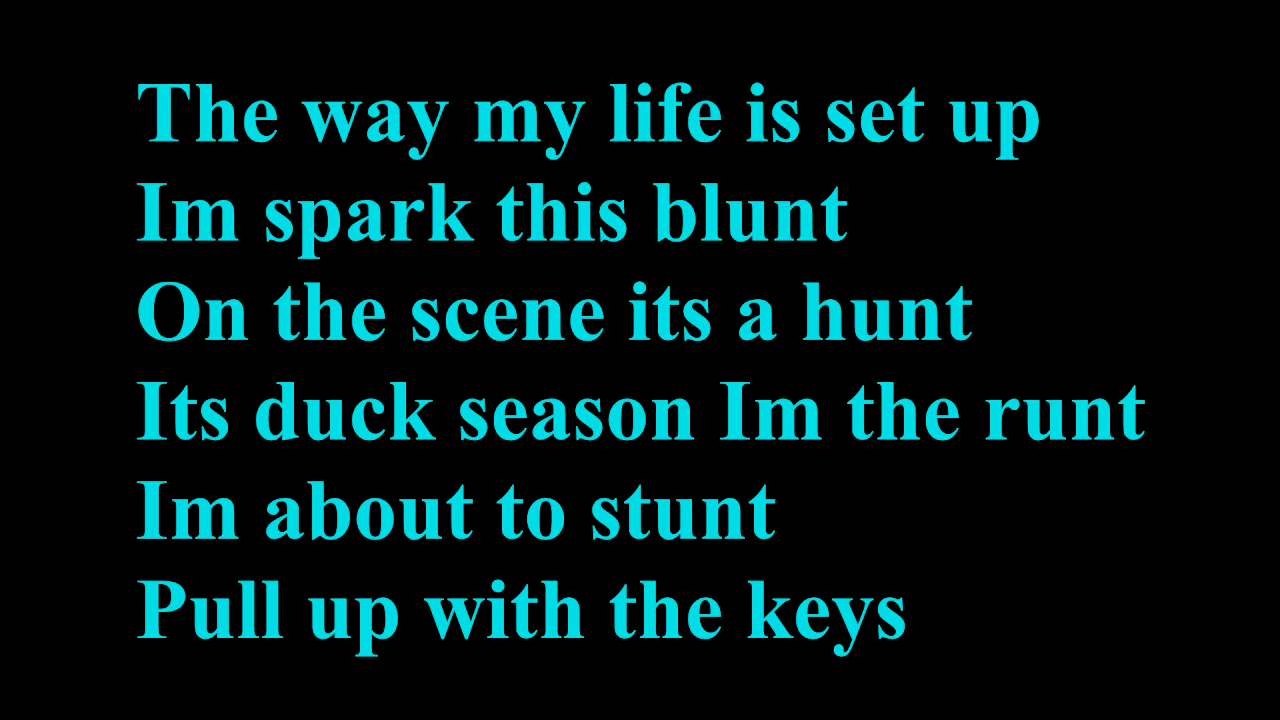 The way my life is set up
Im spark this blunt
On the scene its a hunt
Its duck season Im the runt
Im about to stunt
Pull up with the keys